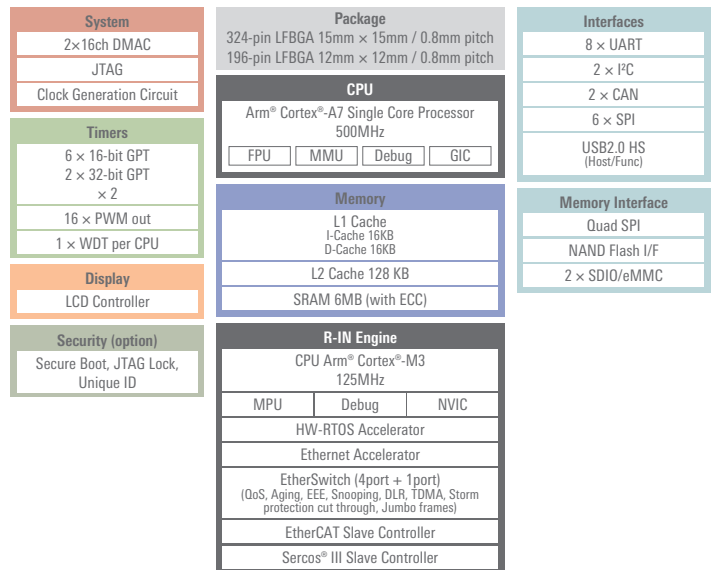 System
2×16ch DMAC
JTAG
Clock Generation Circuit
Timers
6 × 16-bit GPT
2 × 32-bit GPT
× 2
16 × PWM out
1 × WDT per CPU
Display
LCD Controller
Security (option)
Secure Boot, JTAG Lock,
Unique ID
Package
324-pin LFBGA 15mm × 15mm / 0.8mm pitch
196-pin LFBGA 12mm × 12mm / 0.8mm pitch
CPU
Arm® Cortex®-A7 Single Core Processor
500MHz
FPU MMU Debug GIC
Memory
L1 Cache
I-Cache 16KB
D-Cache 16KB
L2 Cache 128 KB
SRAM 6MB (with ECC)
R-IN Engine
CPU Arm® Cortex®-M3
125MHz
MPU Debug NVIC
HW-RTOS Accelerator
Ethernet Accelerator
EtherSwitch (4port + 1port)
(QoS, Aging, EEE, Snooping, DLR, TDMA, Storm
protection cut through, Jumbo frames)
EtherCAT Slave Controller
Sercos® III Slave Controller
Interfaces
8 × UART
2 × I²C
2 × CAN
6 × SPI
USB2.0 HS
(Host/Func)
Memory Interface
Quad SPI
NAND Flash I/F
2 × SDIO/eMMC